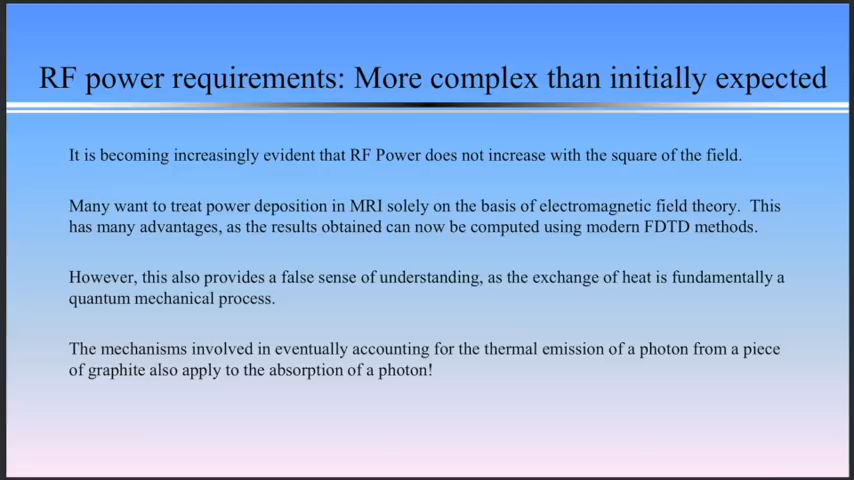 RF power requirements: More complex than initially expected
It is becoming increasingly evident that RF Power does not increase with the square of the field.
Many want to treat power deposition in MRI solely on the basis of electromagnetic field theory. This
has many advantages, as the results obtained can now be computed using modern FDTD methods.
However, this also provides a false sense of understanding, as the exchange of heat is fundamentally a
quantum mechanical process.
The mechanisms involved in eventually accounting for the thermal emission of a photon from a piece
of graphite also apply to the absorption of a photon!